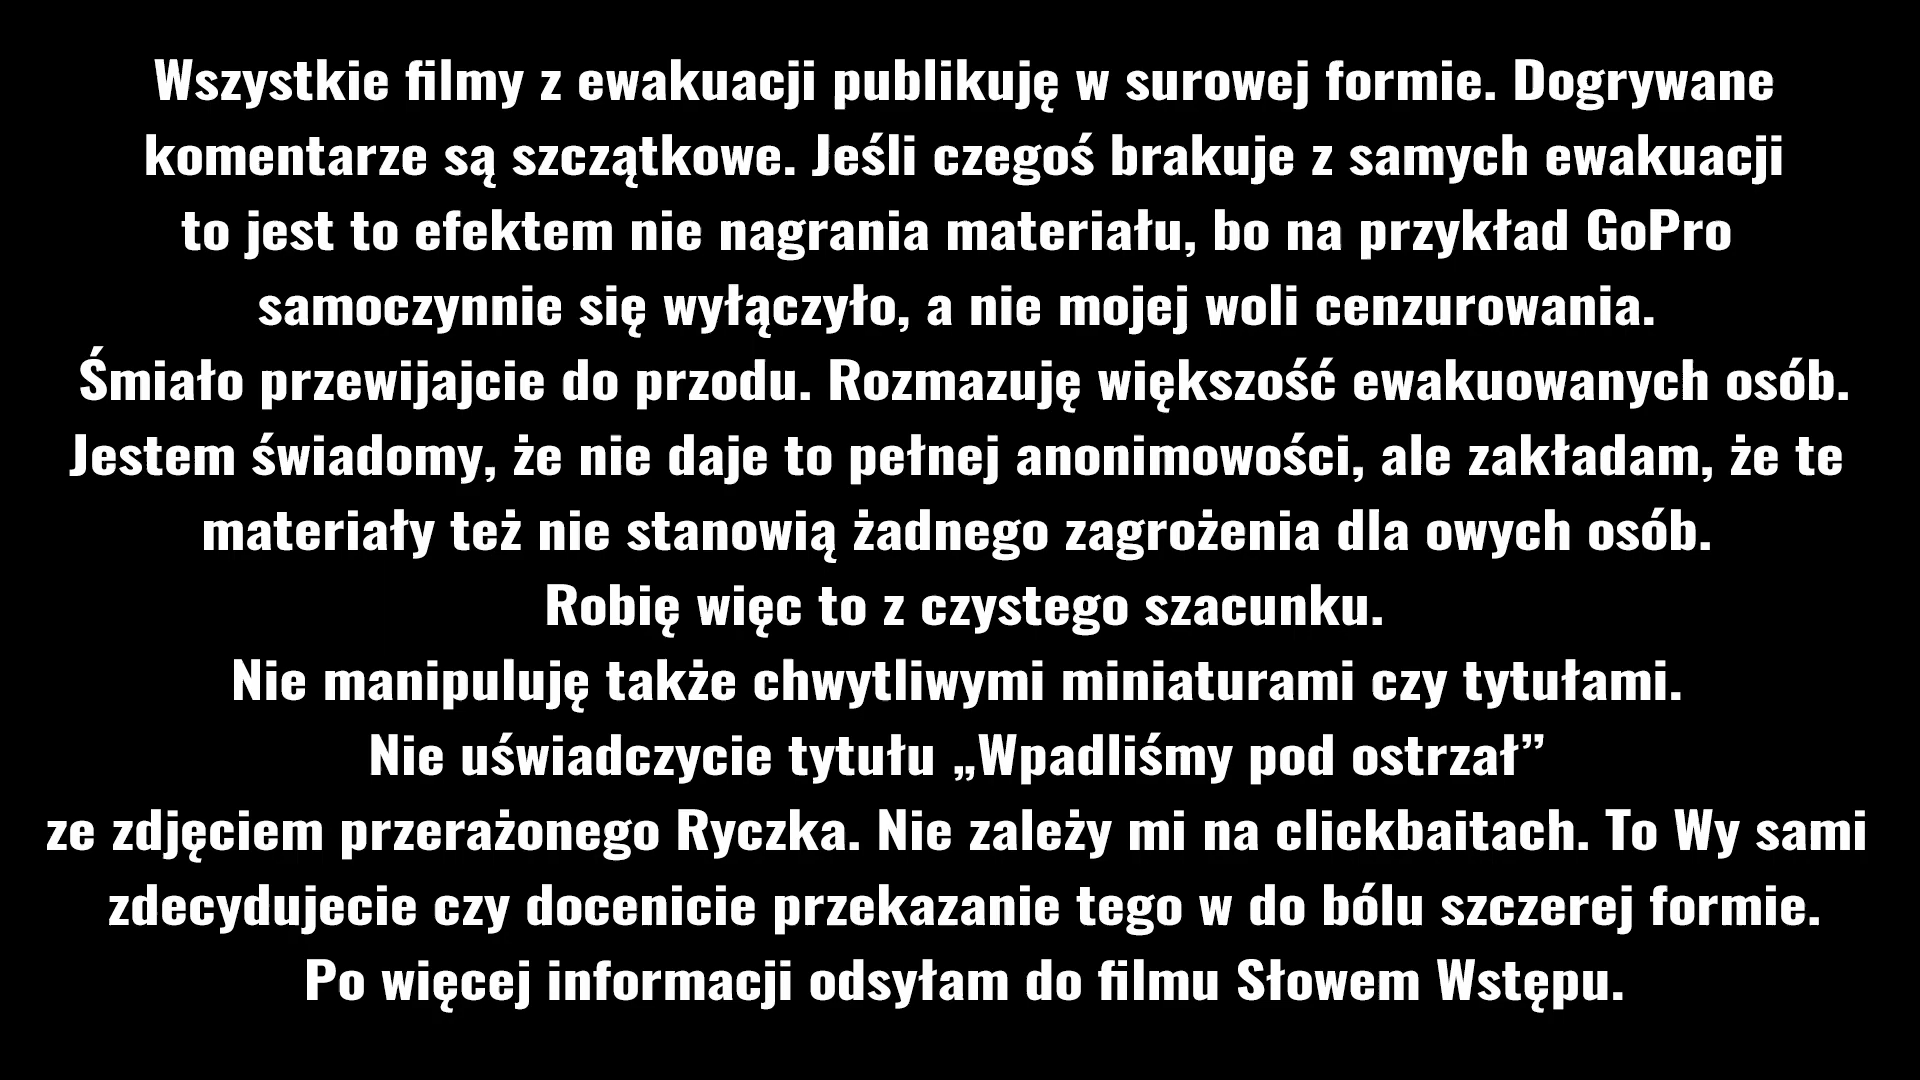 Wszystkie filmy z ewakuacji publikuję w surowej formie. Dogrywane
komentarze są szczątkowe. Jeśli czegoś brakuje z samych ewakuacji
to jest to efektem nie nagrania materiału, bo na przykład GoPro
samoczynnie się wyłączyło, a nie mojej woli cenzurowania.
Śmiało przewijajcie do przodu. Rozmazuję większość ewakuowanych osób.
Jestem świadomy, że nie daje to pełnej anonimowości, ale zakładam, że te
materiały też nie stanowią żadnego zagrożenia dla owych osób.
Robię więc to z czystego szacunku.
Nie manipuluję także chwytliwymi miniaturami czy tytułami.
Nie uświadczycie tytułu „Wpadliśmy pod ostrzał”
ze zdjęciem przerażonego Ryczka. Nie zależy mi na clickbaitach. To Wy sami
zdecydujecie czy docenicie przekazanie tego w do bólu szczerej formie.
Po więcej informacji odsyłam do filmu Słowem Wstępu.